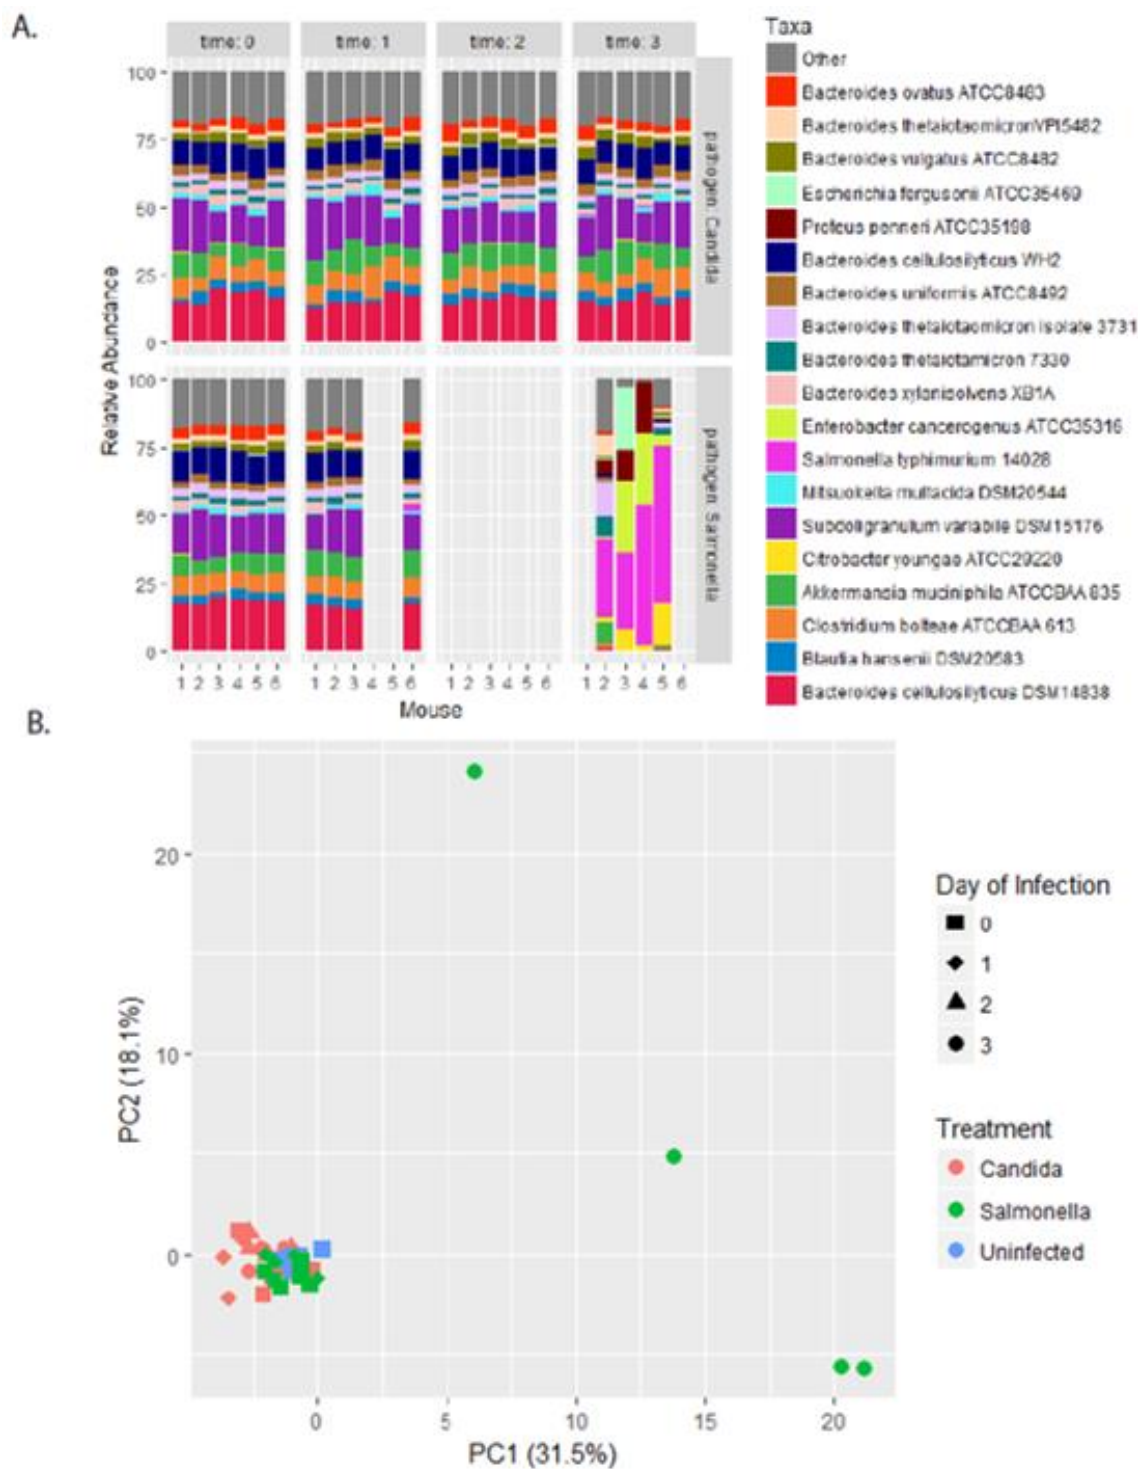 A.
time: 0 time: 1 time: 2 time: 3
Relative Abundance
100
75
50
25
0
pathogen: Candida
100
75
50
25
0
pathogen: Salmonella
1 2 3 4 5 6 1 2 3 4 5 6 1 2 3 4 5 6 1 2 3 4 5 6
Mouse
Taxa
Other
Bacteroides ovatus ATCC8483
Bacteroides thetaiotaomicronVPI5482
Bacteroides vulgatus ATCC8482
Escherichia fergusonii ATCC35469
Proteus penneri ATCC35198
Bacteroides cellulosilyticus WH2
Bacteroides uniformis ATCC8492
Bacteroides thetaiotaomicron isolate 3731
Bacteroides thetaiotamicron 7330
Bacteroides xylanisolvens XB1A
Enterobacter cancerogenus ATCC35316
Salmonella typhimurium 14028
Mitsuokella multacida DSM20544
Subdoligranulum variabile DSM15176
Citrobacter youngae ATCC29220
Akkermansia muciniphila ATCCBAA 835
Clostridium bolteae ATCCBAA 613
Blautia hansenii DSM20583
Bacteroides cellulosilyticus DSM14838
B.
PC2 (18.1%)
20
10
0
0 5 10 15 20
PC1 (31.5%)
Day of Infection
0
1
2
3
Treatment
Candida
Salmonella
Uninfected